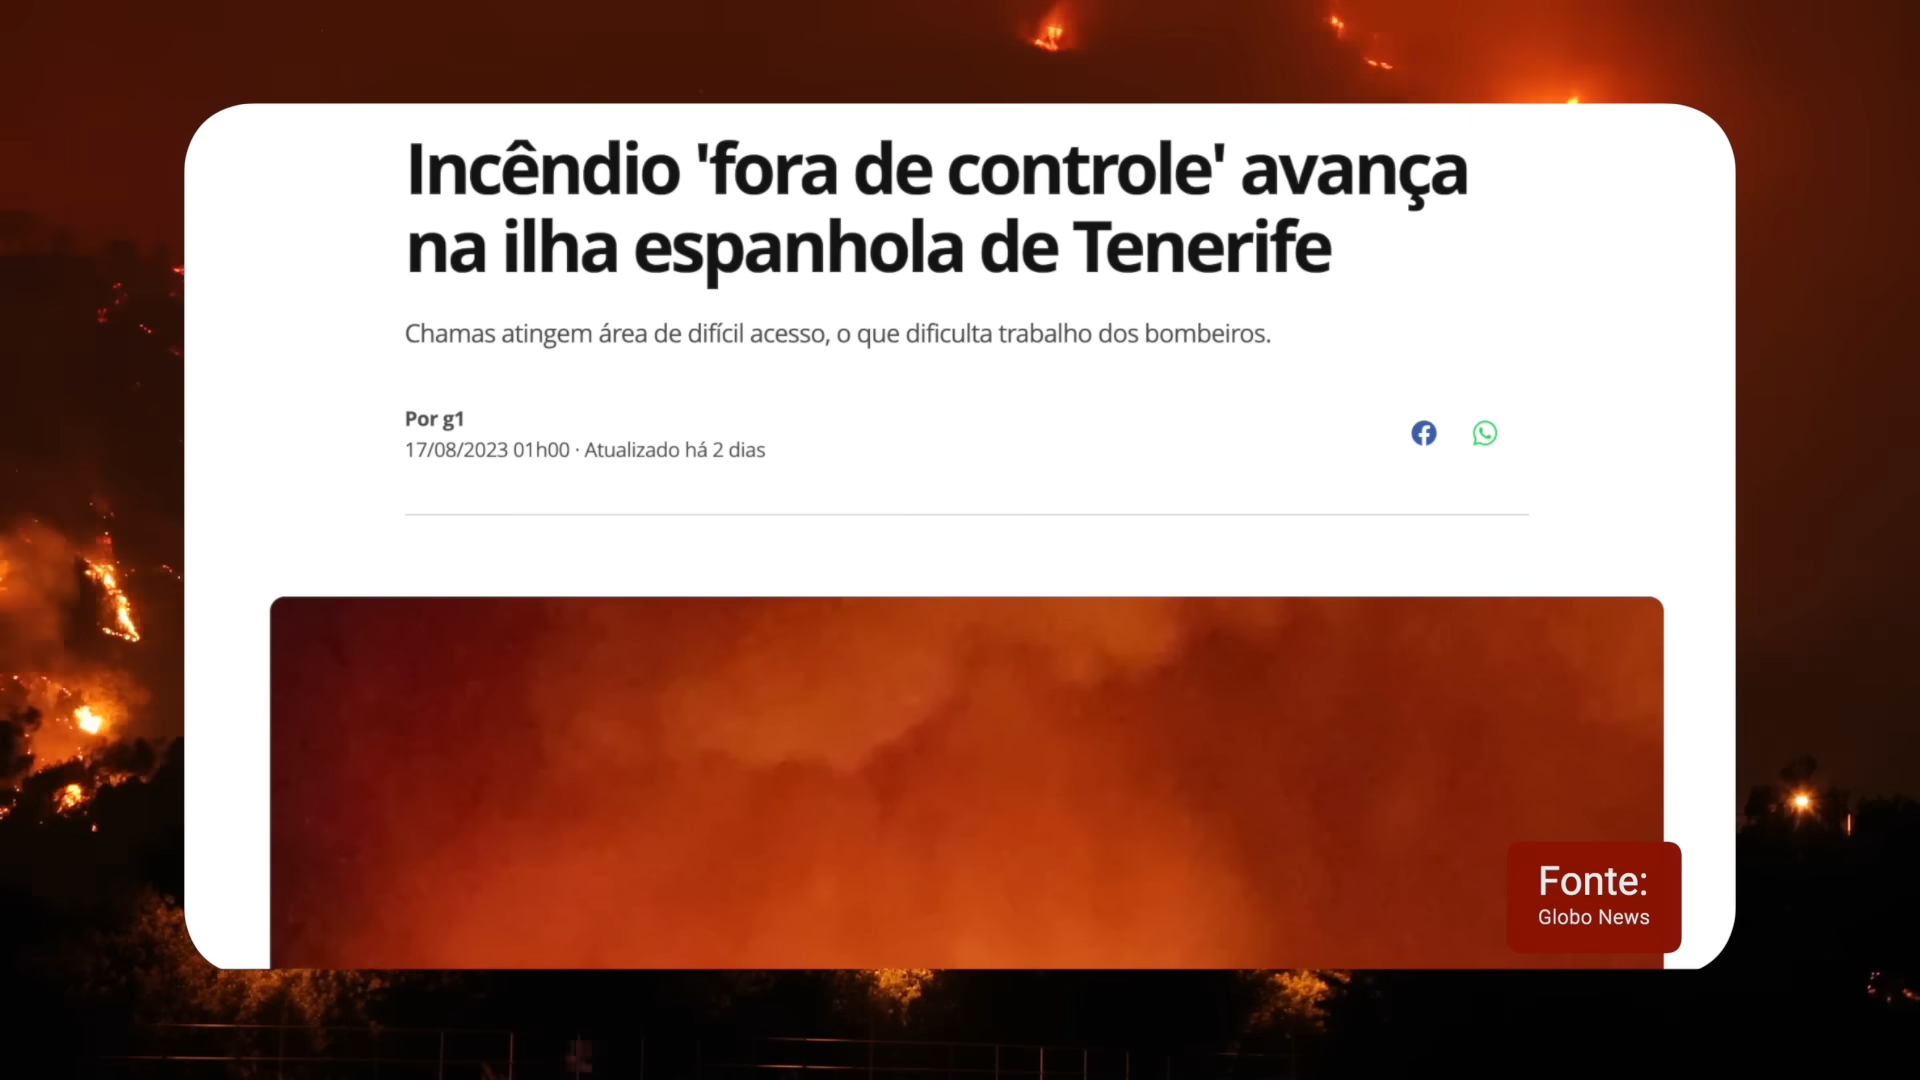 Incêndio 'fora de controle' avança
na ilha espanhola de Tenerife
Chamas atingem área de difícil acesso, o que dificulta trabalho dos bombeiros.
Por g1
17/08/2023 01h00 · Atualizado há 2 dias
Fonte:
Globo News